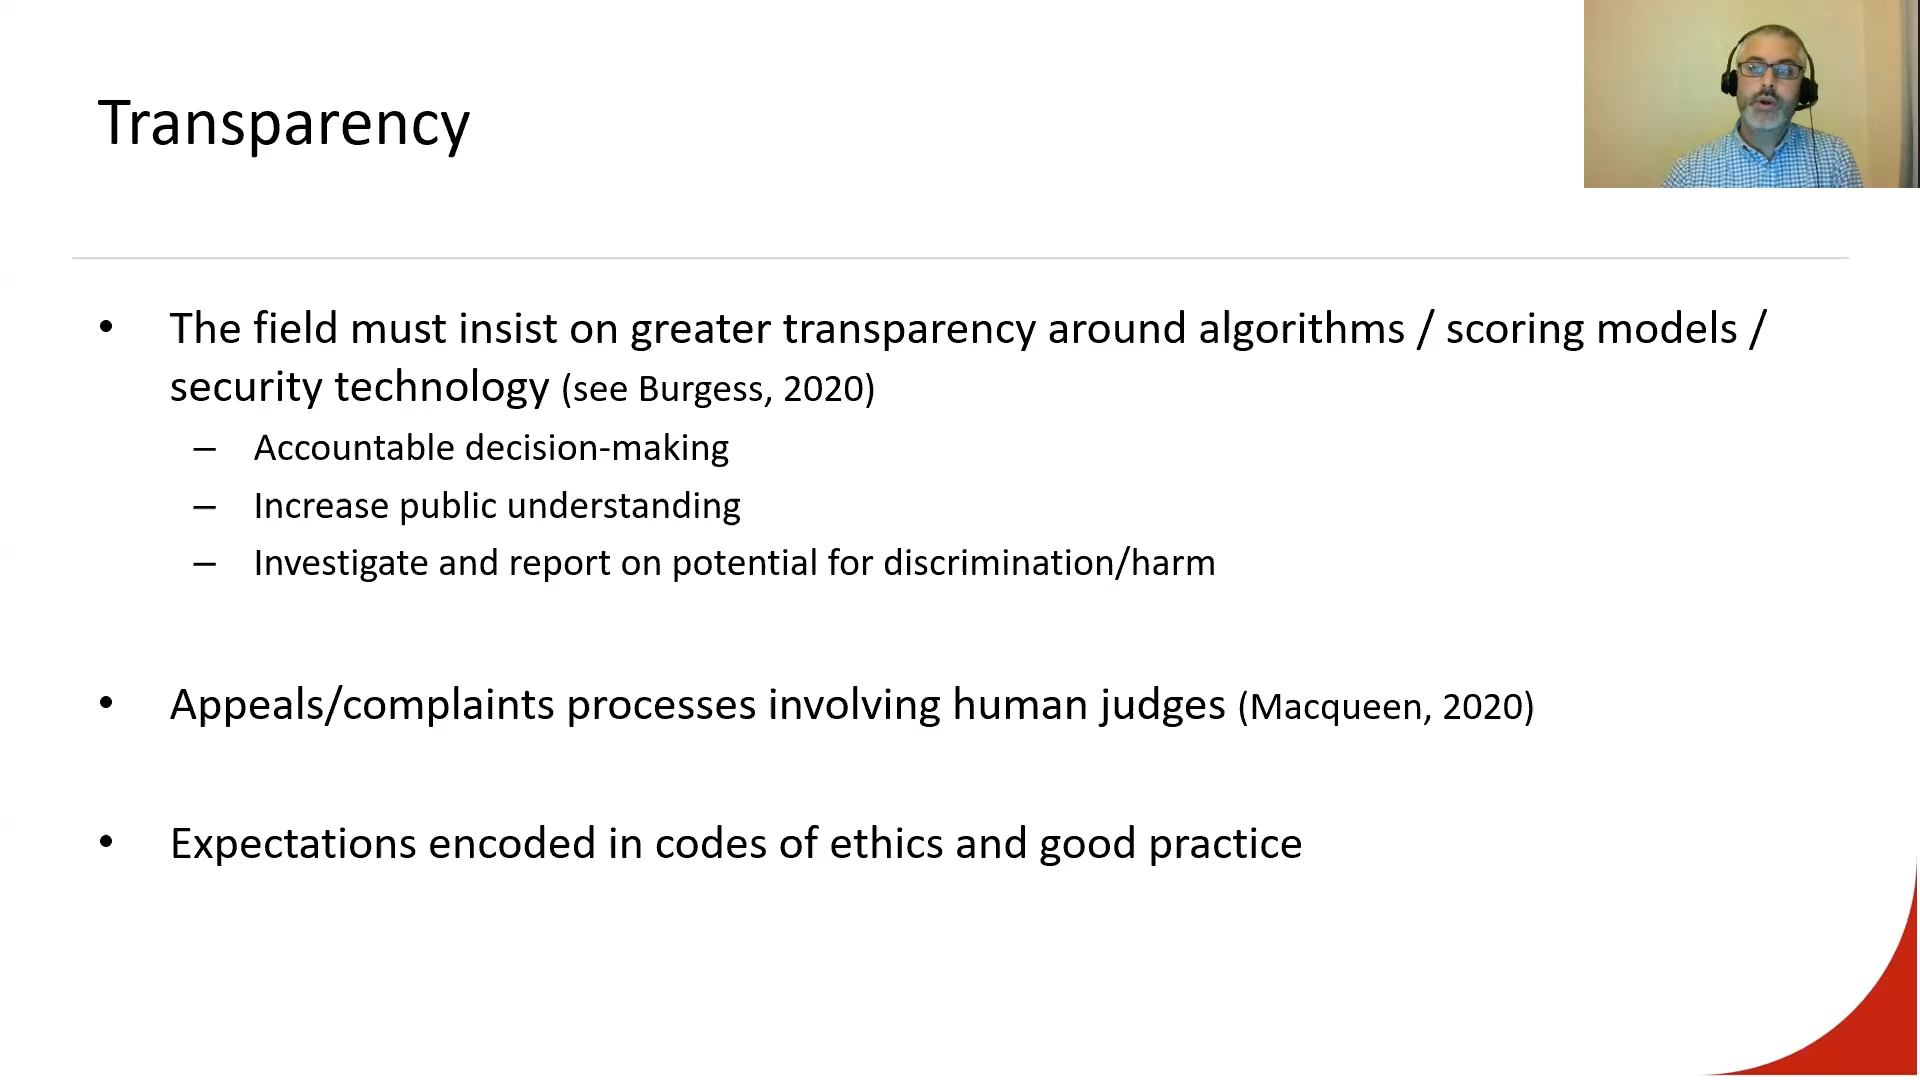 Transparency
• The field must insist on greater transparency around algorithms / scoring models /
security technology (see Burgess, 2020)
– Accountable decision-making
– Increase public understanding
– Investigate and report on potential for discrimination/harm
• Appeals/complaints processes involving human judges (Macqueen, 2020)
• Expectations encoded in codes of ethics and good practice